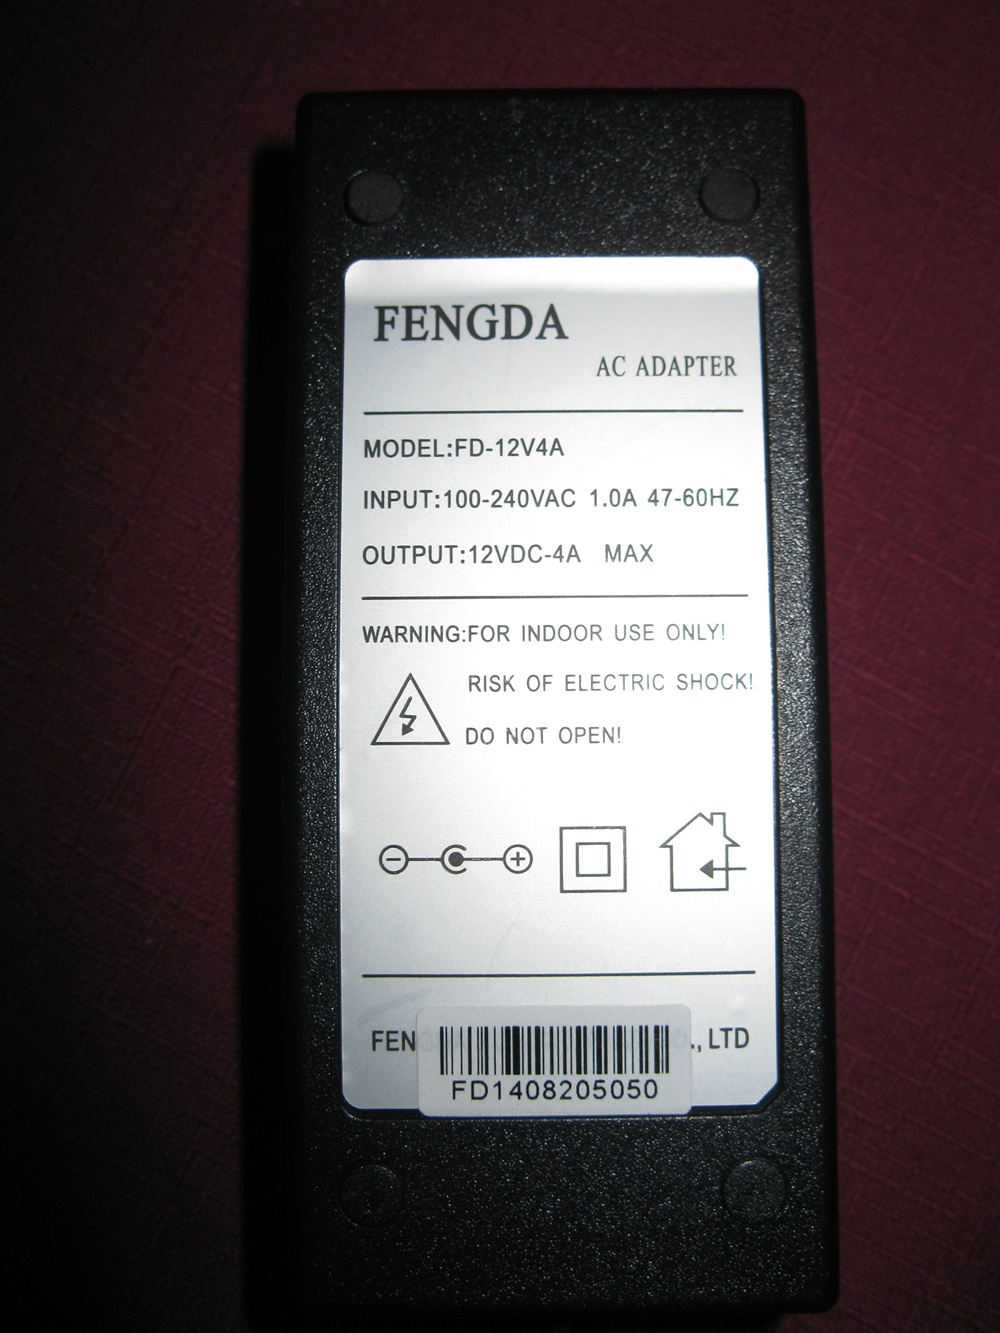 FENGDA
AC ADAPTER
MODEL:FD-12V4A
INPUT:100-240VAC 1.0A 47-60HZ
OUTPUT:12VDC-4A MAX
WARNING:FOR INDOOR USE ONLY!
RISK OF ELECTRIC SHOCK!
DO NOT OPEN!
FEN ., LTD
FD1408205050